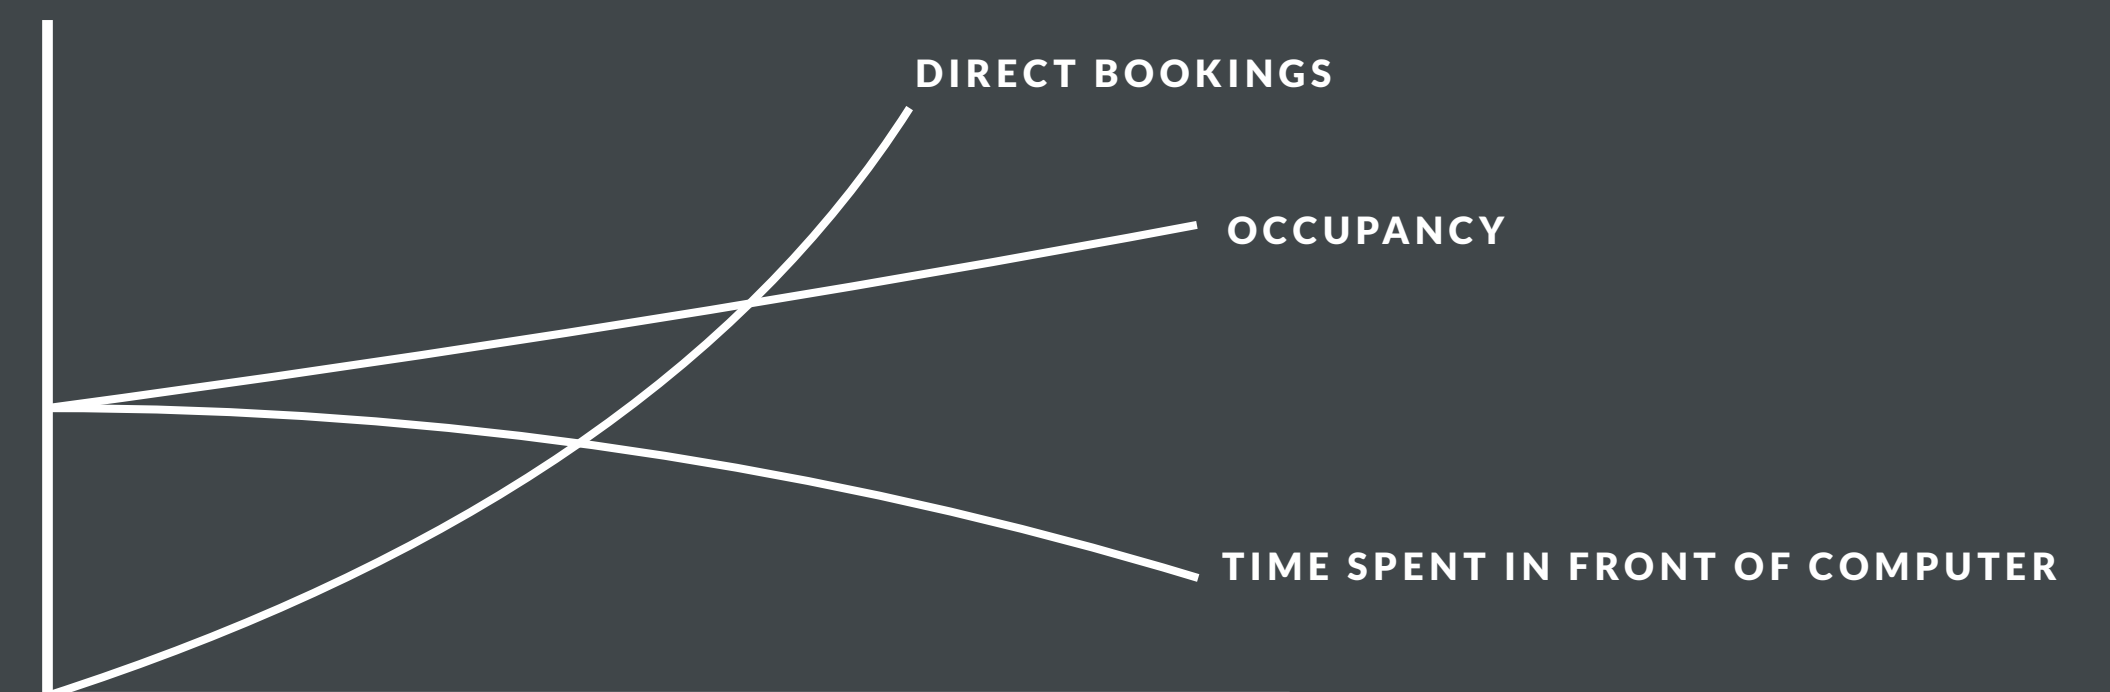 DIRECT BOOKINGS
OCCUPANCY
TIME SPENT IN FRONT OF COMPUTER